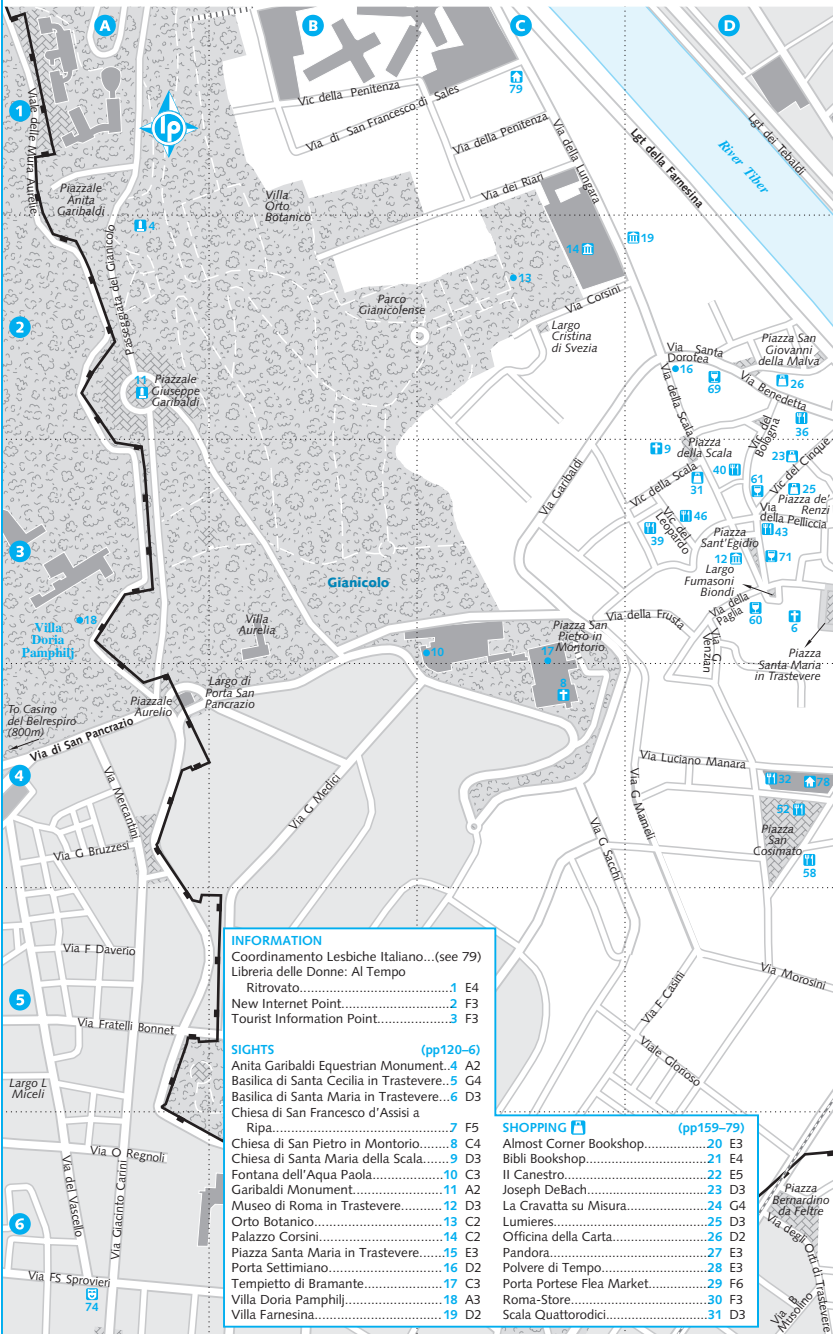 A
B
C
D
1
2
3
4
5
6
lp
Viale delle Mura Aurelie
Piazzale
Anita
Garibaldi
4
Passeggiata del Gianicolo
11
Piazzale
Giuseppe
Garibaldi
Vic della Penitenza
Via di San Francesco di Sales
Via della Penitenza
79
Via della Lungara
Lgt della Farnesina
Lgt dei Tebaldi
River Tiber
Villa
Orto
Botanico
Via dei Riari
14
19
13
Parco
Gianicolense
Via Corsini
Largo
Cristina
di Svezia
Via Santa
Dorotea
16
69
Piazza San
Giovanni
della Malva
26
Via Benedetta
36
Via della Scala
Vic del
Bologna
9
Piazza
della Scala
40
23
Vic del Cinque
61
25
Piazza de'
Renzi
Vic della Scala
31
Via Garibaldi
46
39
Vic del
Leopardo
Via
della Pelliccia
43
Piazza
Sant'Egidio
12
71
Largo
Fumasoni
Biondi
Via della
Paglia
60
6
Piazza
Santa Maria
in Trastevere
Gianicolo
18
Villa
Doria
Pamphilj
Villa
Aurelia
10
Piazza San
Pietro in
Montorio
17
8
Via della Frusta
Via G
Venzian
Largo di
Porta San
Pancrazio
Piazzale
Aurelio
To Casino
del Belrespiro
(800m)
Via di San Pancrazio
Via Mercantini
Via G Bruzzesi
Via G Medici
Via Luciano Manara
32
78
52
Piazza
San
Cosimato
58
Via G Mameli
Via G Sacchi
Via F Daverio
Via Fratelli Bonnet
Largo L
Miceli
Via O Regnoli
Via del Vascello
Via Giacinto Carini
Via FS Sprovieri
74
Via Morosini
Via F Casini
Viale Glorioso
Piazza
Bernardino
da Feltre
Via degli Orti di Trastevere
Via B
Musolino
INFORMATION
Coordinamento Lesbiche Italiano...(see 79)
Libreria delle Donne: Al Tempo
Ritrovato 1 E4
New Internet Point 2 F3
Tourist Information Point 3 F3
SIGHTS (pp120–6)
Anita Garibaldi Equestrian Monument..4 A2
Basilica di Santa Cecilia in Trastevere..5 G4
Basilica di Santa Maria in Trastevere...6 D3
Chiesa di San Francesco d'Assisi a
Ripa 7 F5
Chiesa di San Pietro in Montorio 8 C4
Chiesa di Santa Maria della Scala 9 D3
Fontana dell'Aqua Paola 10 C3
Garibaldi Monument 11 A2
Museo di Roma in Trastevere 12 D3
Orto Botanico 13 C2
Palazzo Corsini 14 C2
Piazza Santa Maria in Trastevere 15 E3
Porta Settimiano 16 D2
Tempietto di Bramante 17 C3
Villa Doria Pamphilj 18 A3
Villa Farnesina 19 D2
SHOPPING (pp159–79)
Almost Corner Bookshop 20 E3
Bibli Bookshop 21 E4
Il Canestro 22 E5
Joseph DeBach 23 D3
La Cravatta su Misura 24 G4
Lumieres 25 D3
Officina della Carta 26 D2
Pandora 27 E3
Polvere di Tempo 28 E3
Porta Portese Flea Market 29 F6
Roma-Store 30 F3
Scala Quattorodici 31 D3